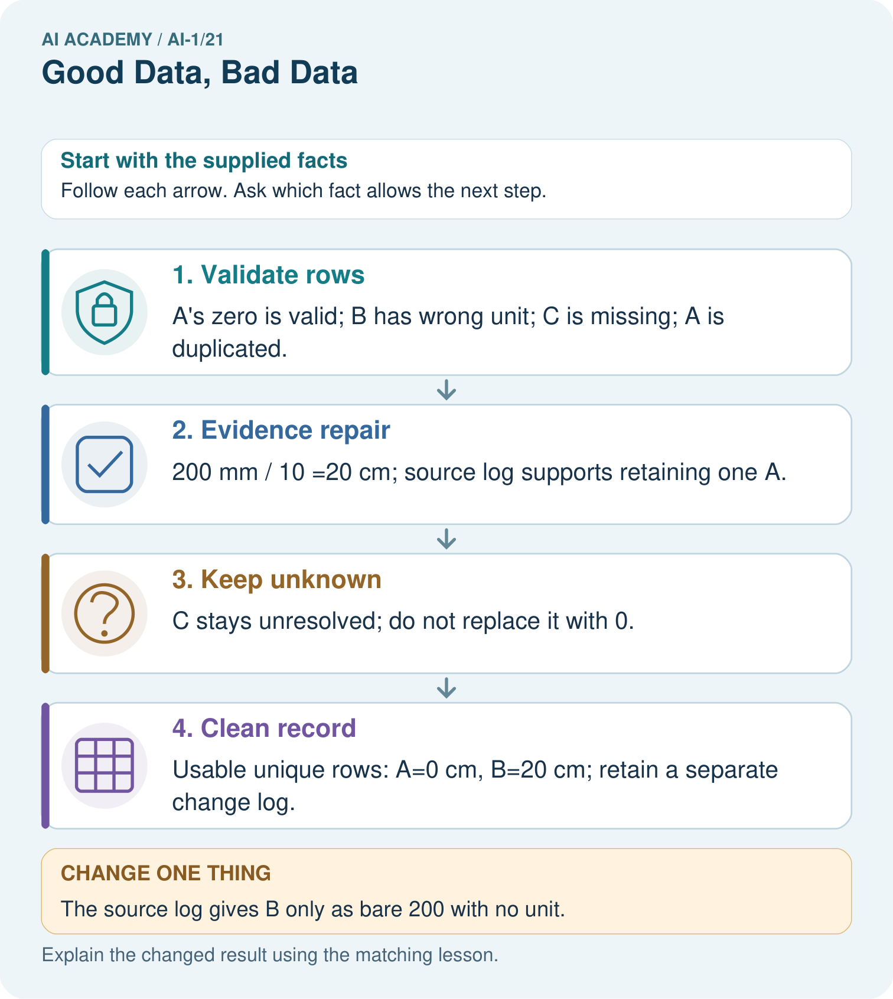 AI ACADEMY / AI-1/21
Good Data, Bad Data
Start with the supplied facts
Follow each arrow. Ask which fact allows the next step.
1. Validate rows
A's zero is valid; B has wrong unit; C is missing; A is
duplicated.
2. Evidence repair
200 mm / 10 =20 cm; source log supports retaining one A.
3. Keep unknown
C stays unresolved; do not replace it with 0.
4. Clean record
Usable unique rows: A=0 cm, B=20 cm; retain a separate
change log.
CHANGE ONE THING
The source log gives B only as bare 200 with no unit.
Explain the changed result using the matching lesson.